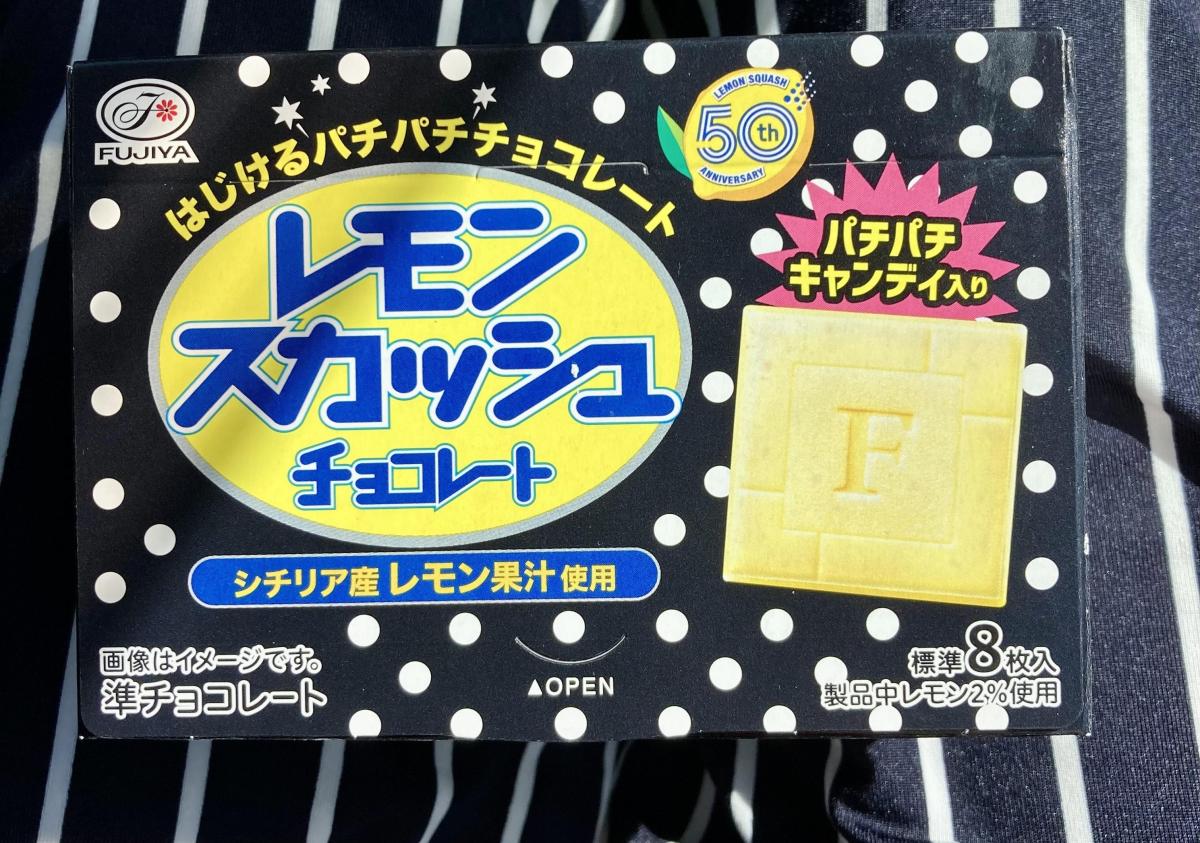 FUJIYA
はじけるパチパチチョコレート
LEMON SQUASH
50th
ANNIVERSARY
レモン
スカッシュ
チョコレート
パチパチ
キャンディ入り
F
シチリア産レモン果汁使用
画像はイメージです。
準チョコレート
▲OPEN
標準8枚入
製品中レモン2%使用